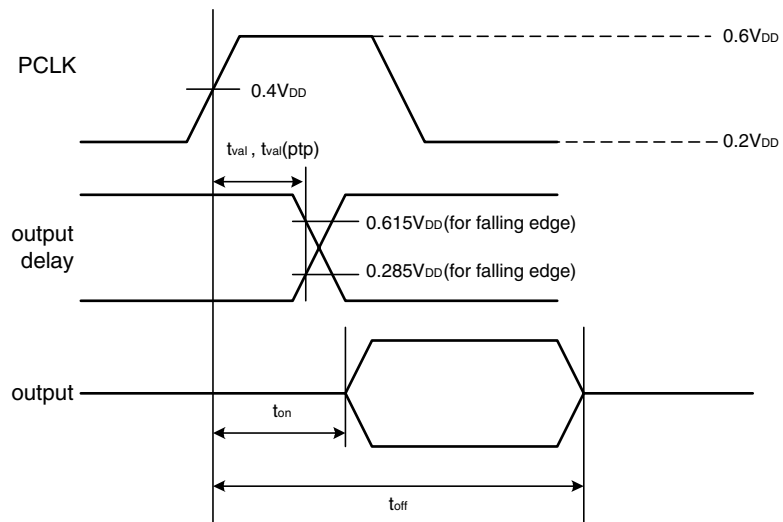 0.6VDD
PCLK
0.4VDD
0.2VDD
tval , tval(ptp)
output
delay
0.615VDD(for falling edge)
0.285VDD(for falling edge)
output
ton
toff